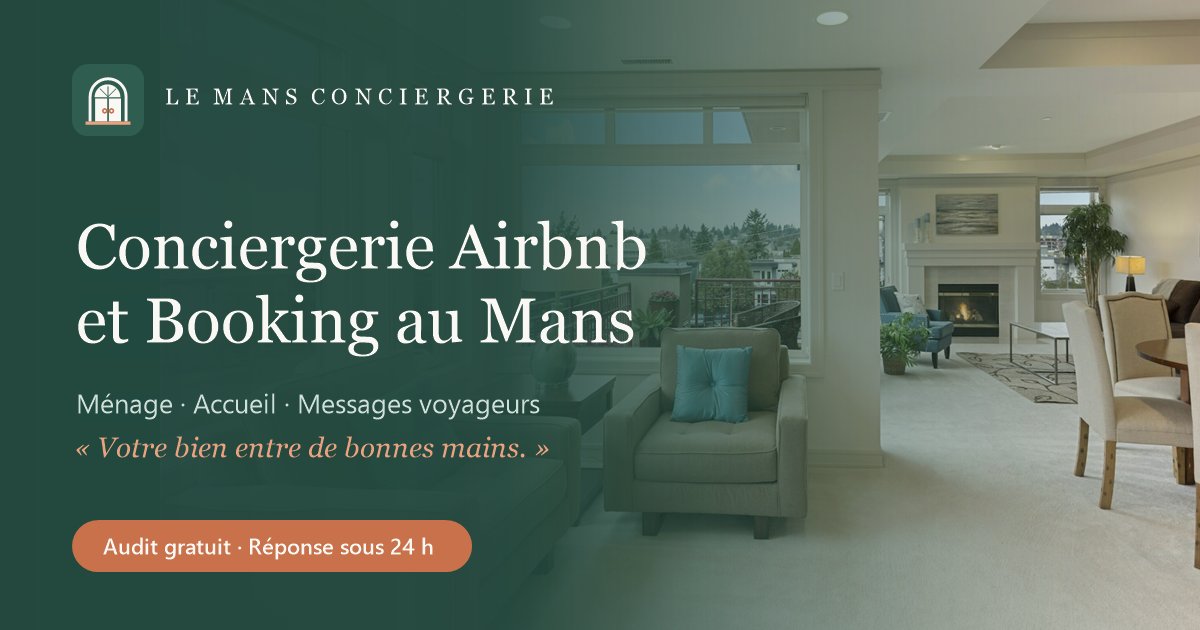 LE MANS CONCIERGERIE
Conciergerie Airbnb
et Booking au Mans
Ménage · Accueil · Messages voyageurs
« Votre bien entre de bonnes mains. »
Audit gratuit · Réponse sous 24 h